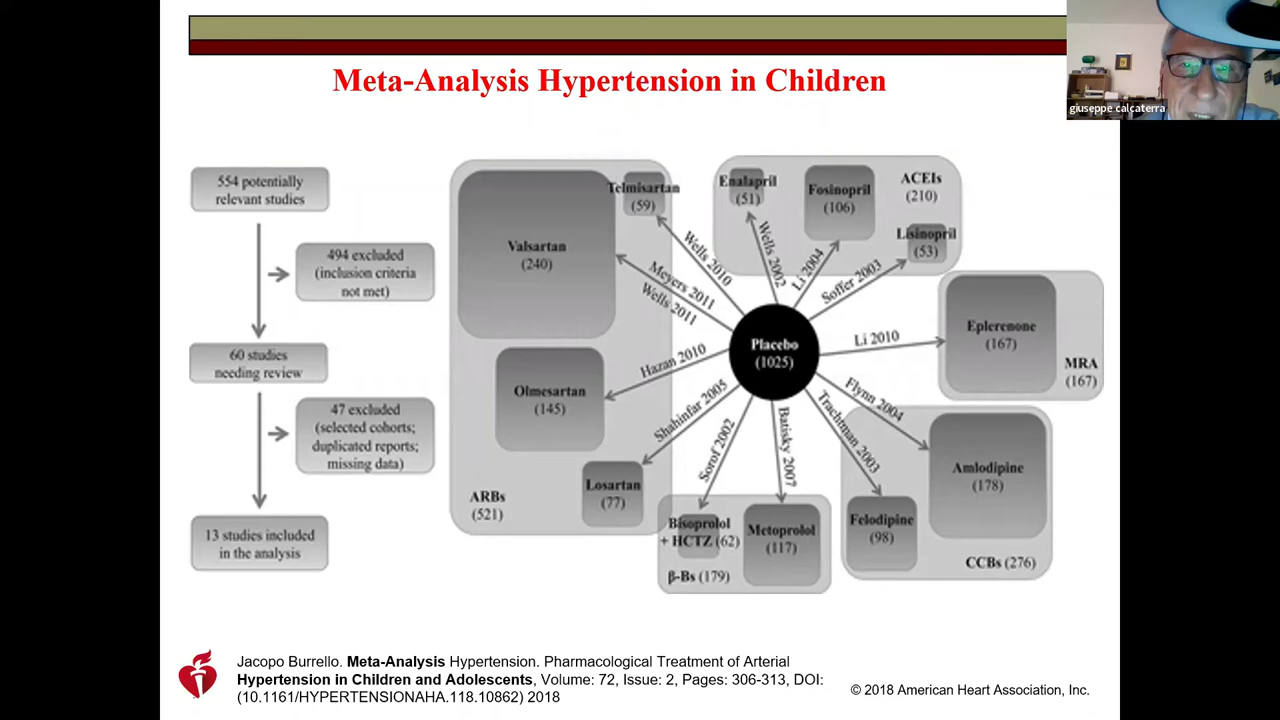 Meta-Analysis Hypertension in Children
giuseppe calcaterra
554 potentially
relevant studies
494 excluded
(inclusion criteria
not met)
60 studies
needing review
47 excluded
(selected cohorts;
duplicated reports;
missing data)
13 studies included
in the analysis
Valsartan
(240)
Telmisartan
(59)
Olmesartan
(145)
Losartan
(77)
ARBs
(521)
Enalapril
(51)
Fosinopril
(106)
ACEIs
(210)
Lisinopril
(53)
Wells 2010
Meyers 2011
Wells 2011
Hazan 2010
Shahinfar 2005
Sorof 2002
Batisky 2007
Trachtman 2003
Flynn 2004
Li 2010
Soffer 2003
Li 2004
Wells 2002
Placebo
(1025)
Eplerenone
(167)
MRA
(167)
Amlodipine
(178)
Felodipine
(98)
CCBs (276)
Bisoprolol
+ HCTZ (62)
Metoprolol
(117)
β-Bs (179)
Jacopo Burrello. Meta-Analysis Hypertension. Pharmacological Treatment of Arterial
Hypertension in Children and Adolescents, Volume: 72, Issue: 2, Pages: 306-313, DOI:
(10.1161/HYPERTENSIONAHA.118.10862) 2018
© 2018 American Heart Association, Inc.